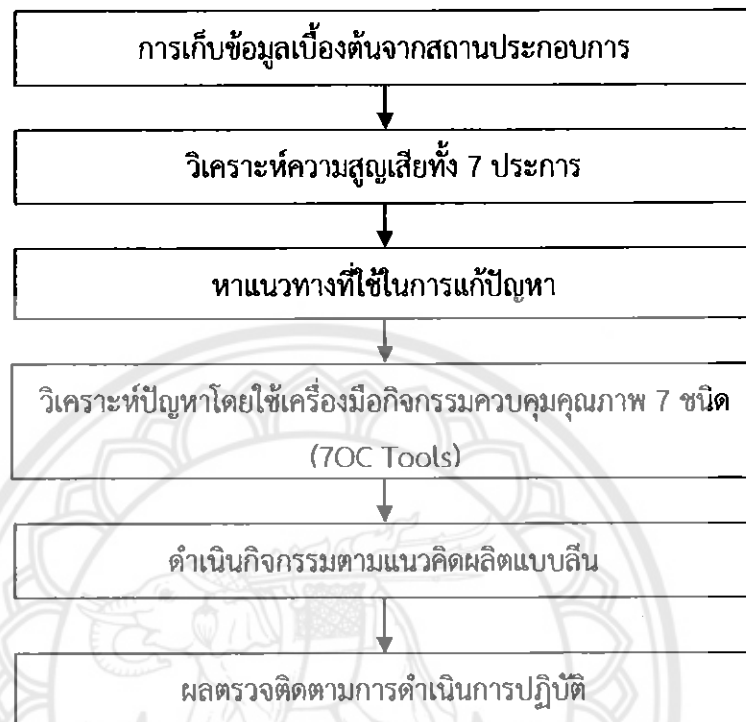 การเก็บข้อมูลเบื้องต้นจากสถานประกอบการ
วิเคราะห์ความสูญเสียทั้ง 7 ประการ
หาแนวทางที่ใช้ในการแก้ปัญหา
วิเคราะห์ปัญหาโดยใช้เครื่องมือกิจกรรมควบคุมคุณภาพ 7 ชนิด
(7OC Tools)
ดำเนินกิจกรรมตามแนวคิดผลิตแบบลีน
ผลตรวจติดตามการดำเนินการปฏิบัติ